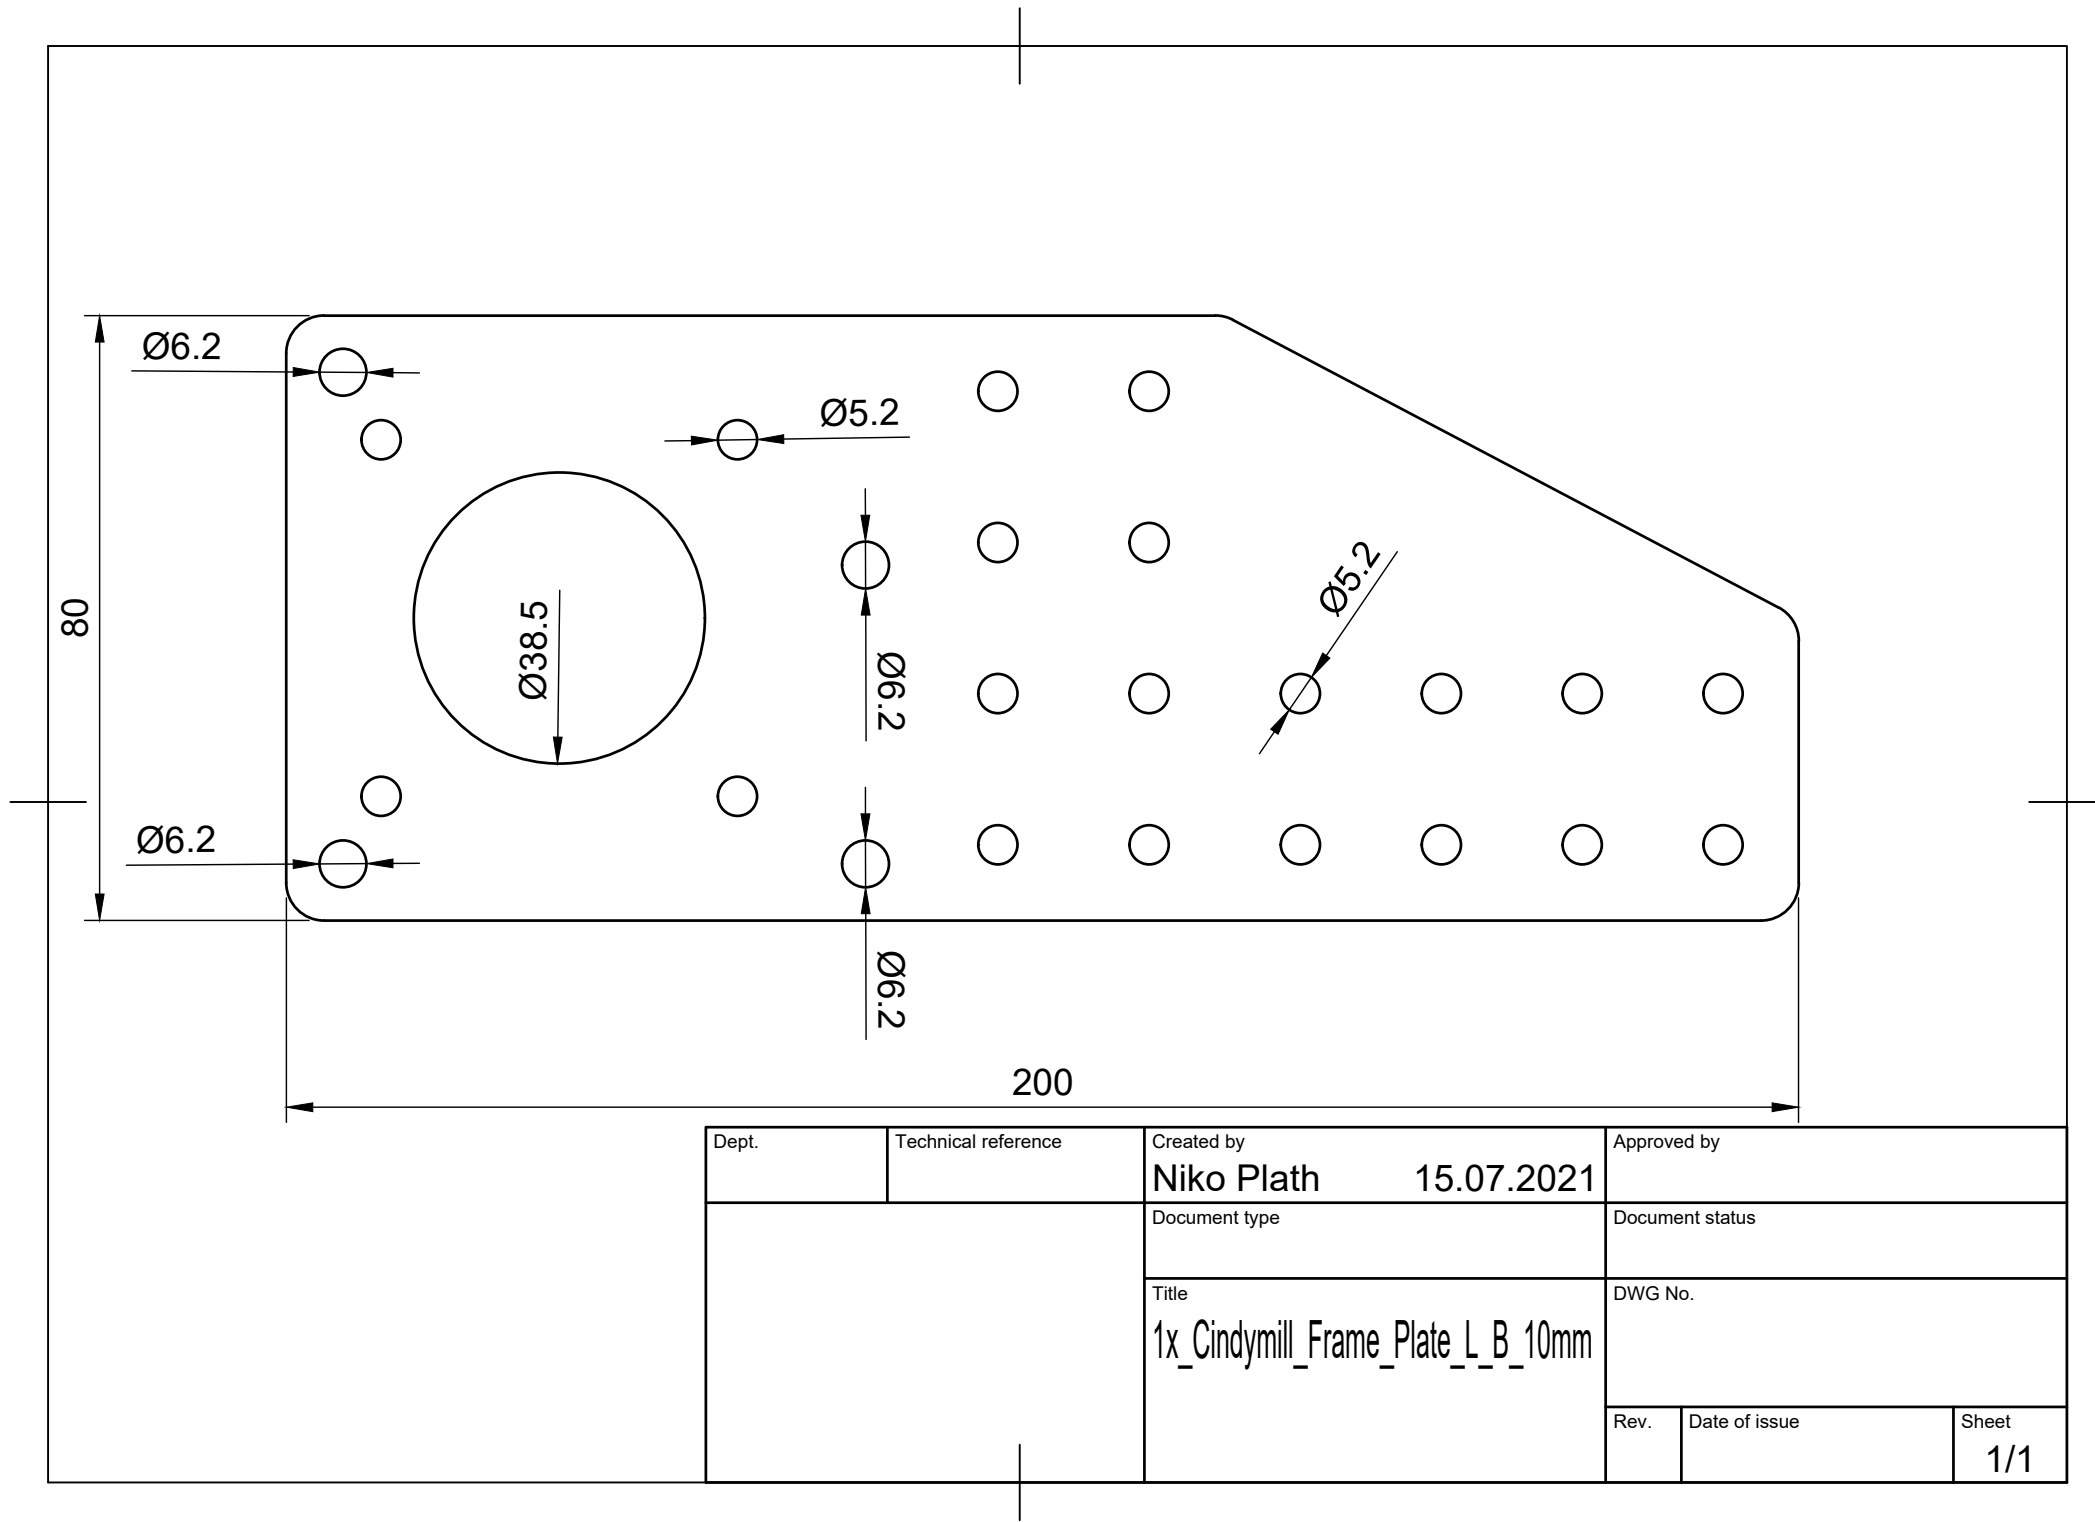 Ø6.2
Ø5.2
Ø5.2
80
Ø38.5
Ø6.2
Ø6.2
Ø6.2
200
Dept.
Technical reference
Created by
Niko Plath 15.07.2021
Approved by
Document type
Document status
Title
1x_Cindymill_Frame_Plate_L_B_10mm
DWG No.
Rev.
Date of issue
Sheet
1/1